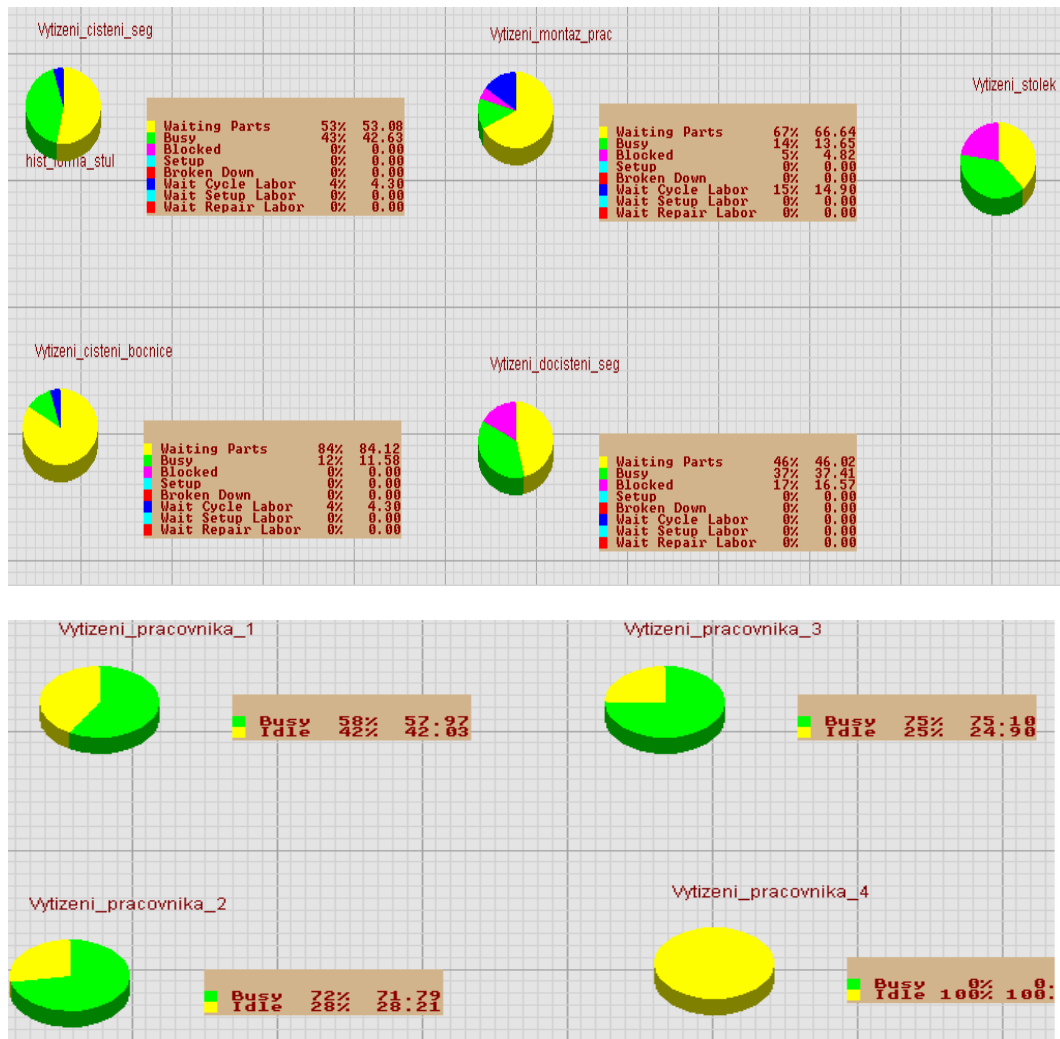 Vytizeni_cisteni_seg
Waiting Parts 53% 53.08
Busy 43% 42.63
Blocked 0% 0.00
Setup 0% 0.00
Broken Down 0% 0.00
Wait Cycle Labor 4% 4.30
Wait Setup Labor 0% 0.00
Wait Repair Labor 0% 0.00
Vytizeni_montaz_prac
Waiting Parts 67% 66.64
Busy 14% 13.65
Blocked 5% 4.82
Setup 0% 0.00
Broken Down 0% 0.00
Wait Cycle Labor 15% 14.90
Wait Setup Labor 0% 0.00
Wait Repair Labor 0% 0.00
Vytizeni_stolek
Vytizeni_cisteni_bocnice
Waiting Parts 84% 84.12
Busy 12% 11.58
Blocked 0% 0.00
Setup 0% 0.00
Broken Down 0% 0.00
Wait Cycle Labor 4% 4.30
Wait Setup Labor 0% 0.00
Wait Repair Labor 0% 0.00
Vytizeni_docisteni_seg
Waiting Parts 46% 46.02
Busy 37% 37.41
Blocked 17% 16.57
Setup 0% 0.00
Broken Down 0% 0.00
Wait Cycle Labor 0% 0.00
Wait Setup Labor 0% 0.00
Wait Repair Labor 0% 0.00
Vytizeni_pracovnika_1
Busy 58% 57.97
Idle 42% 42.03
Vytizeni_pracovnika_3
Busy 75% 75.10
Idle 25% 24.90
Vytizeni_pracovnika_2
Busy 72% 71.79
Idle 28% 28.21
Vytizeni_pracovnika_4
Busy 0% 0.
Idle 100% 100.